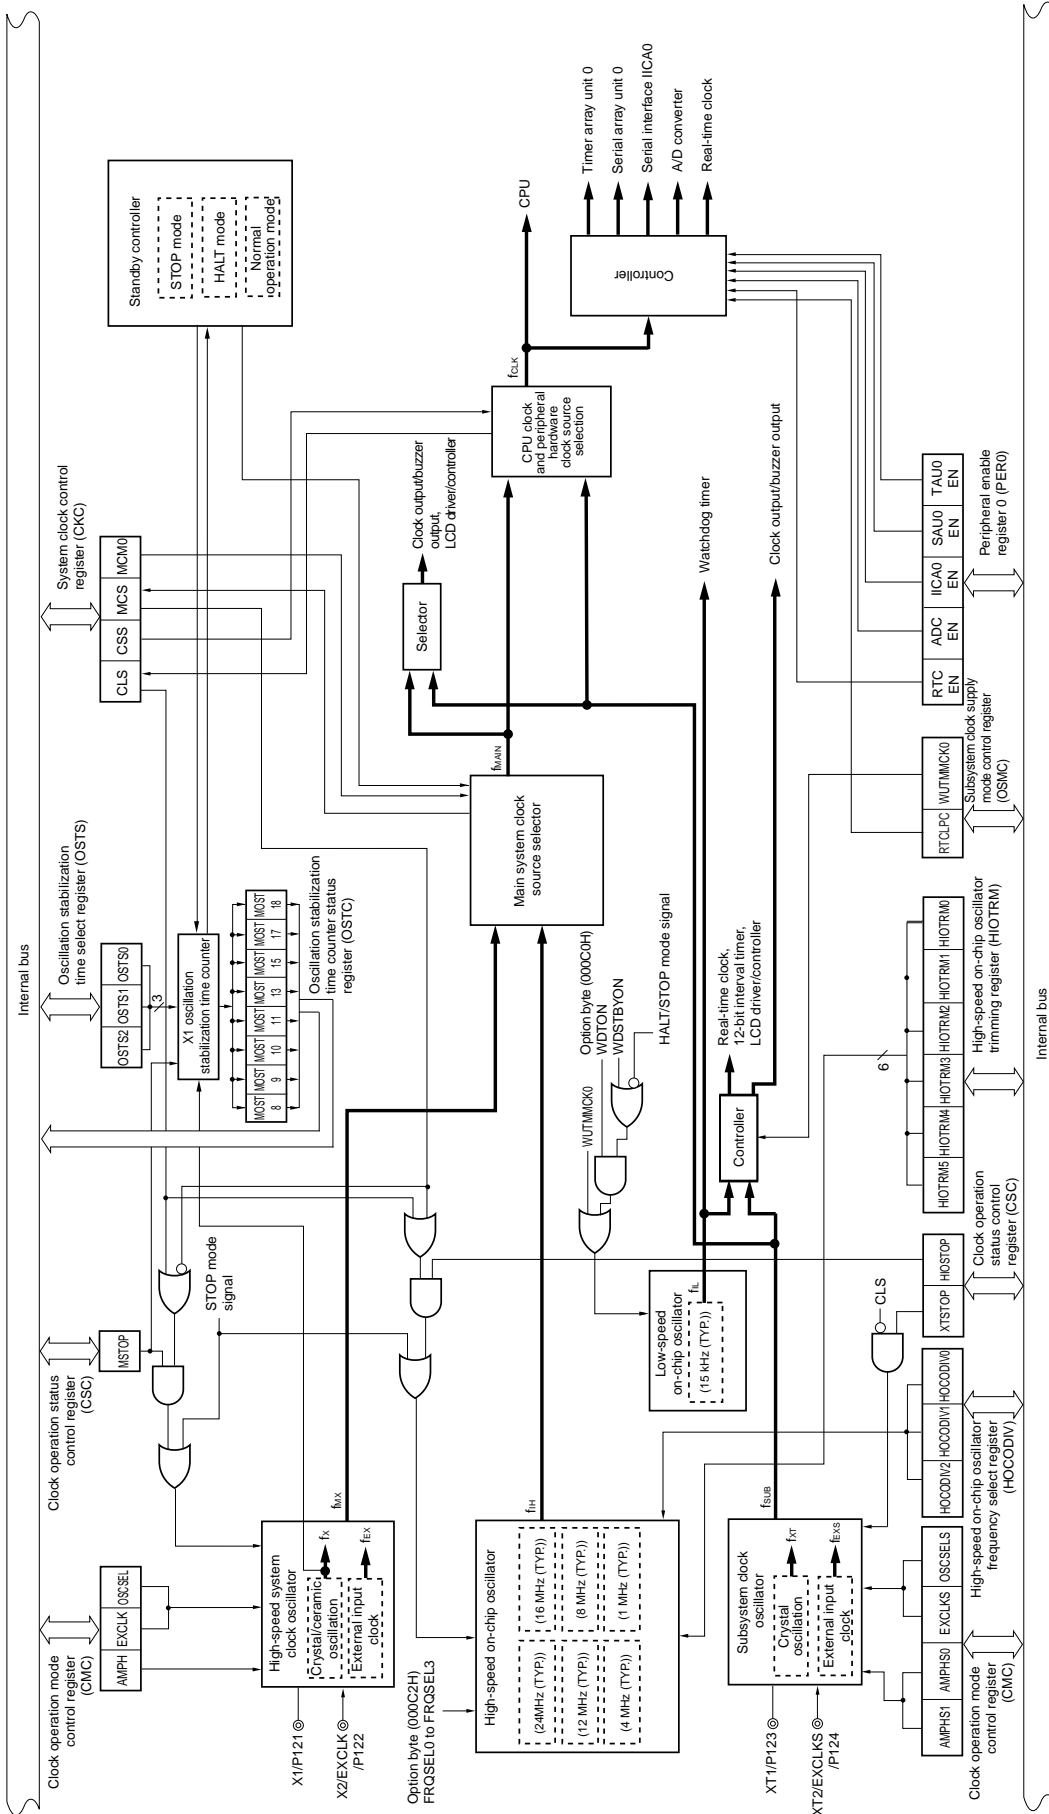 Internal bus
Clock operation mode
control register
(CMC)
AMPH EXCLK OSCSEL
Clock operation status
control register
(CSC)
MSTOP
STOP mode
signal
Oscillation stabilization
time select register (OSTS)
OSTS2 OSTS1 OSTS0
3
X1 oscillation
stabilization time counter
MOST 8
MOST 9
MOST 10
MOST 11
MOST 13
MOST 15
MOST 17
MOST 18
Oscillation stabilization
time counter status
register (OSTC)
System clock control
register (CKC)
CLS CSS MCS MCM0
Standby controller
STOP mode
HALT mode
Normal
operation mode
X1/P121
X2/EXCLK
/P122
High-speed system
clock oscillator
Crystal/ceramic
oscillation
fX
External input
clock
fEX
fMX
Option byte (000C2H)
FRQSEL0 to FRQSEL3
High-speed on-chip oscillator
(24MHz (TYP.))
(16 MHz (TYP.))
(12 MHz (TYP.))
(8 MHz (TYP.))
(4 MHz (TYP.))
(1 MHz (TYP.))
fIH
Main system clock
source selector
fMAIN
Selector
Clock output/buzzer
output,
LCD driver/controller
CPU clock
and peripheral
hardware
clock source
selection
fCLK
CPU
Controller
Timer array unit 0
Serial array unit 0
Serial interface IICA0
A/D converter
Real-time clock
Option byte (000C0H)
WDTON
WDSTBYON
WUTMMCK0
HALT/STOP mode signal
Low-speed
on-chip oscillator
(15 kHz (TYP.))
fIL
Watchdog timer
Real-time clock,
12-bit interval timer,
LCD driver/controller
Controller
Clock output/buzzer output
XT1/P123
XT2/EXCLKS
/P124
Subsystem clock
oscillator
Crystal
oscillation
fXT
External input
clock
fEXS
fSUB
CLS
6
AMPHS1 AMPHS0 EXCLKS OSCSELS
Clock operation mode
control register
(CMC)
HOCODIV2 HOCODIV1 HOCODIV0
High-speed on-chip oscillator
frequency select register
(HOCODIV)
XTSTOP HIOSTOP
Clock operation
status control
register (CSC)
HIOTRM5 HIOTRM4 HIOTRM3 HIOTRM2 HIOTRM1 HIOTRM0
High-speed on-chip oscillator
trimming register (HIOTRM)
RTCLPC WUTMMCK0
Subsystem clock supply
mode control register
(OSMC)
RTC EN
ADC EN
IICA0 EN
SAU0 EN
TAU0 EN
Peripheral enable
register 0 (PER0)
Internal bus